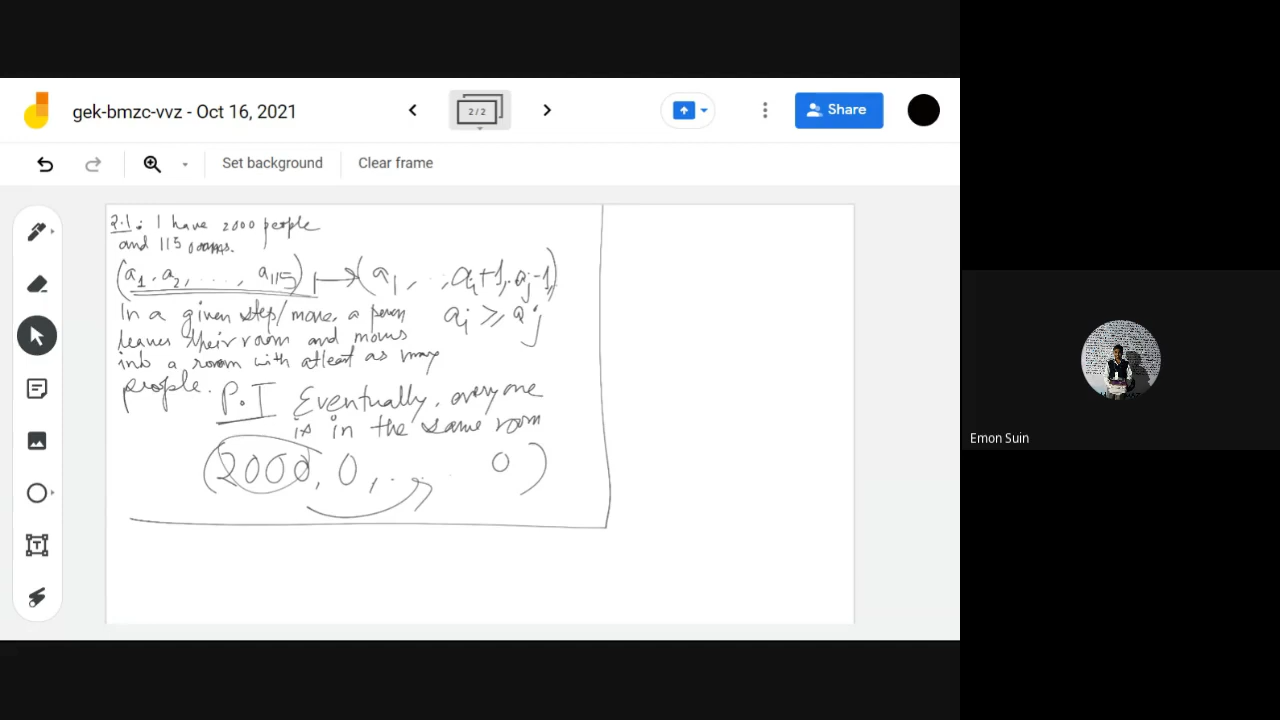 gek-bmzc-vvz - Oct 16, 2021
2/2
Share
Set background
Clear frame
Q.1: I have 2000 people
and 115 rooms.
(a1, a2, ...., a115) ↦ (a1, .., ai+1, . aj-1)
In a given step/move, a person ai ≥ aj
leaves their room and moves
into a room with atleast as many
people. P.T Eventually, everyone
is in the same room
(2000, 0, ... . 0)
Emon Suin